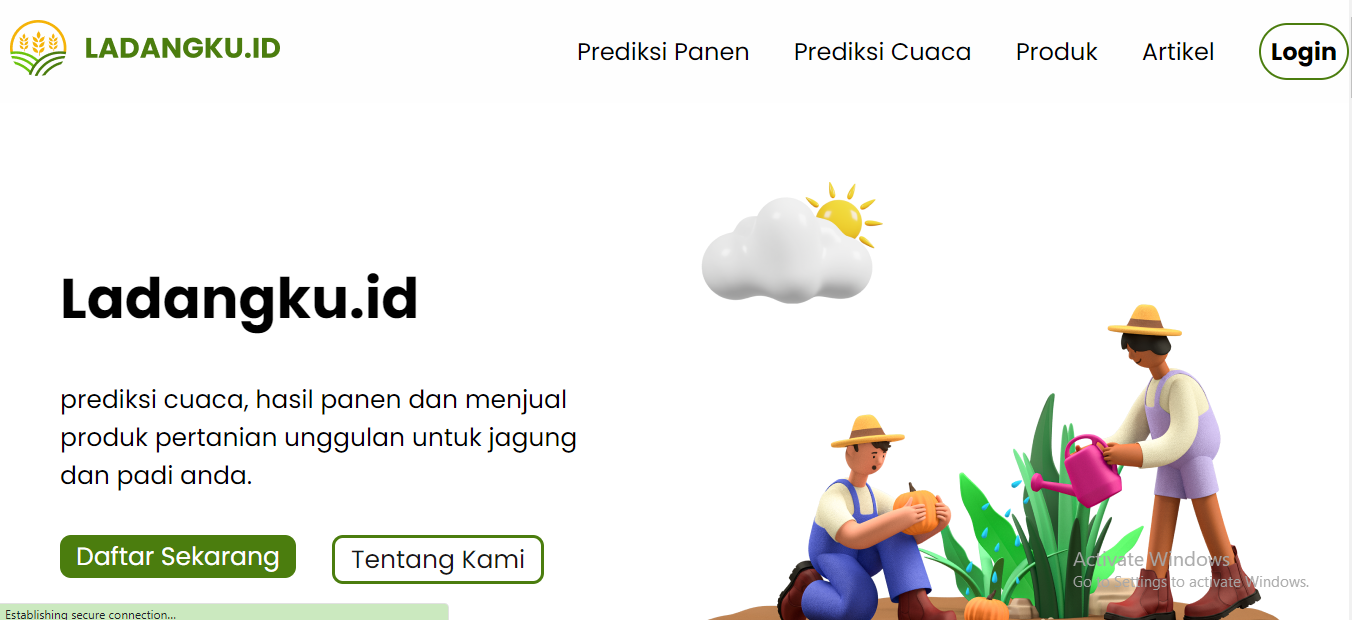 LADANGKU.ID
Prediksi Panen
Prediksi Cuaca
Produk
Artikel
Login
Ladangku.id
prediksi cuaca, hasil panen dan menjual
produk pertanian unggulan untuk jagung
dan padi anda.
Daftar Sekarang
Tentang Kami
Activate Windows
Go to Settings to activate Windows.
Establishing secure connection...